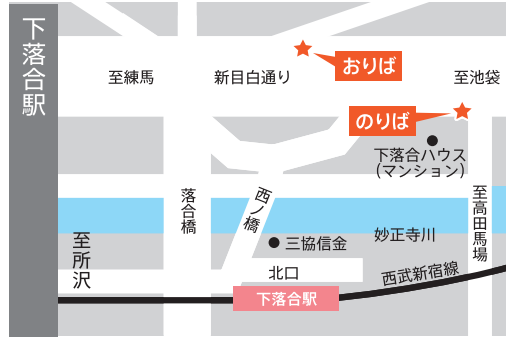 下落合駅
おりば
至練馬
新目白通り
至池袋
のりば
下落合ハウス
(マンション)
落合橋
西ノ橋
至高田馬場
至所沢
三協信金
妙正寺川
北口
西武新宿線
下落合駅